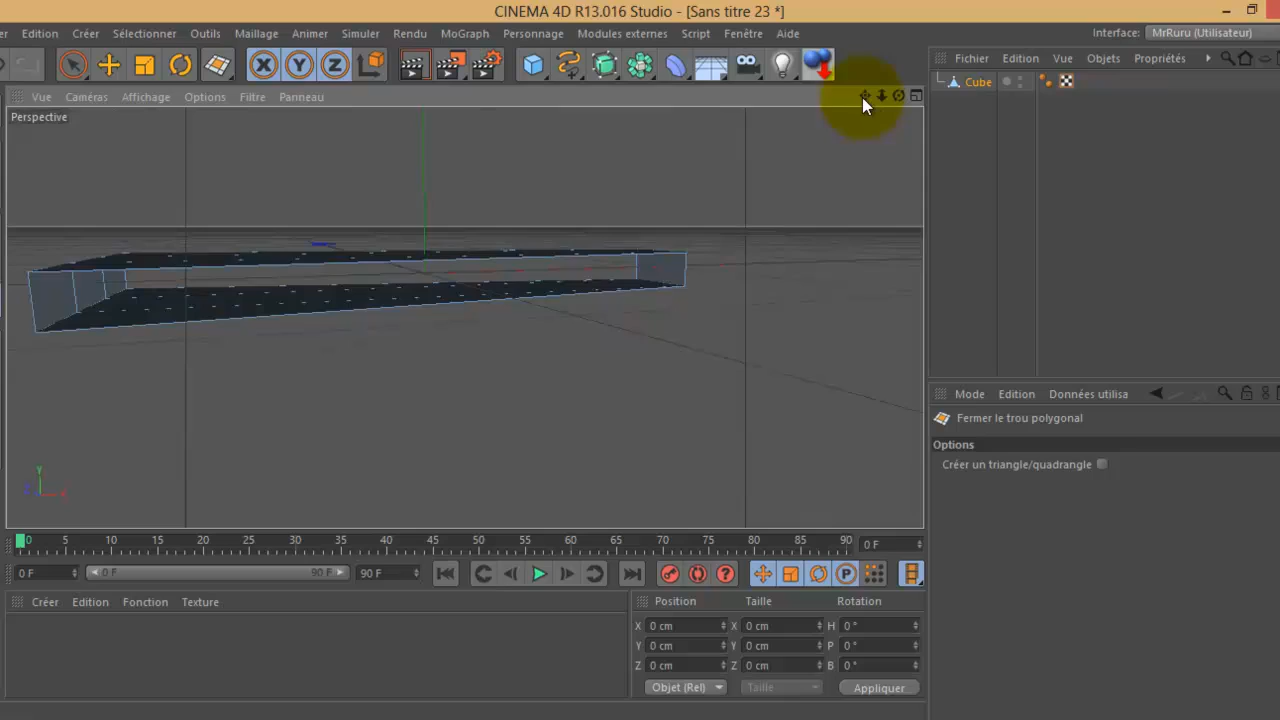 CINEMA 4D R13.016 Studio - [Sans titre 23 *]
er Edition Créer Sélectionner Outils Maillage Animer Simuler Rendu MoGraph Personnage Modules externes Script Fenêtre Aide Interface: MrRuru (Utilisateur)
X Y Z
Fichier Edition Vue Objets Propriétés
Vue Caméras Affichage Options Filtre Panneau
Cube
Perspective
Mode Edition Données utilisa
Fermer le trou polygonal
Options
Créer un triangle/quadrangle
Y
0 5 10 15 20 25 30 35 40 45 50 55 60 65 70 75 80 85 90 0 F
0 F 0 F 90 F 90 F ? P
Créer Edition Fonction Texture Position Taille Rotation
X 0 cm X 0 cm H 0 °
Y 0 cm Y 0 cm P 0 °
Z 0 cm Z 0 cm B 0 °
Objet (Rel) Taille Appliquer